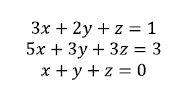 3x + 2y + z = 1
5x + 3y + 3z = 3
x + y + z = 0